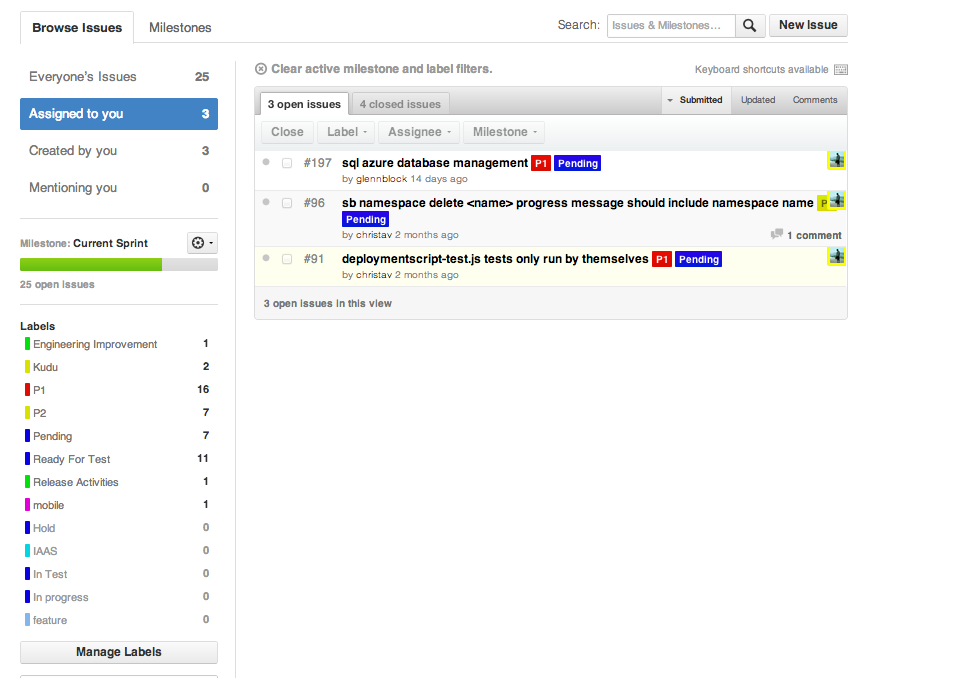 Browse Issues Milestones Search: Issues & Milestones... New Issue
Everyone's Issues 25
Assigned to you 3
Created by you 3
Mentioning you 0
Milestone: Current Sprint
25 open issues
Labels
Engineering Improvement 1
Kudu 2
P1 16
P2 7
Pending 7
Ready For Test 11
Release Activities 1
mobile 1
Hold 0
IAAS 0
In Test 0
In progress 0
feature 0
Manage Labels
Clear active milestone and label filters. Keyboard shortcuts available
3 open issues 4 closed issues Submitted Updated Comments
Close Label Assignee Milestone
#197 sql azure database management P1 Pending
by glennblock 14 days ago
#96 sb namespace delete <name> progress message should include namespace name
Pending
by christav 2 months ago 1 comment
#91 deploymentscript-test.js tests only run by themselves P1 Pending
by christav 2 months ago
3 open issues in this view